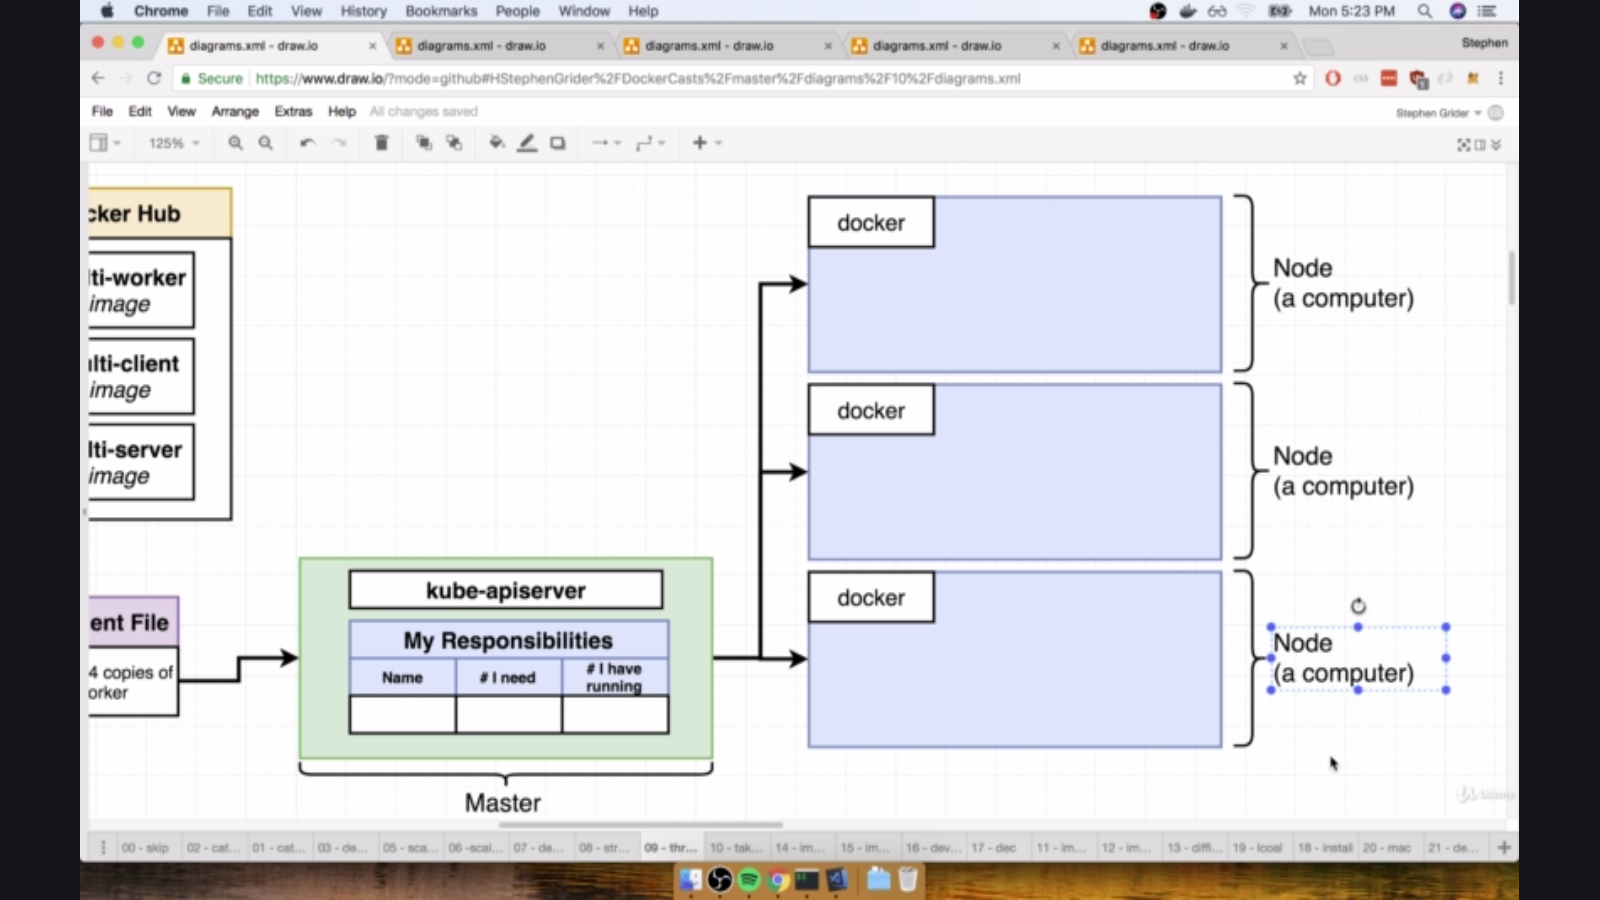 Chrome File Edit View History Bookmarks People Window Help Mon 5:23 PM
diagrams.xml - draw.io diagrams.xml - draw.io diagrams.xml - draw.io diagrams.xml - draw.io diagrams.xml - draw.io Stephen
Secure https://www.draw.io/?mode=github#HStephenGrider%2FDockerCasts%2Fmaster%2Fdiagrams%2F10%2Fdiagrams.xml
File Edit View Arrange Extras Help All changes saved Stephen Grider
125%
cker Hub
lti-worker
image
ulti-client
image
lti-server
image
ent File
4 copies of
orker
kube-apiserver
My Responsibilities
Name # I need # I have
running
Master
docker
Node
(a computer)
docker
Node
(a computer)
docker
Node
(a computer)
Udemy
00 - skip 02 - cat... 01 - cat... 03 - de... 05 - sca... 06 -scal... 07 - de... 08 - str... 09 - thr... 10 - tak... 14 - im... 15 - im... 16 - dev... 17 - dec 11 - im... 12 - im... 13 - diffi... 19 - lcoal 18 - install 20 - mac 21 - de...